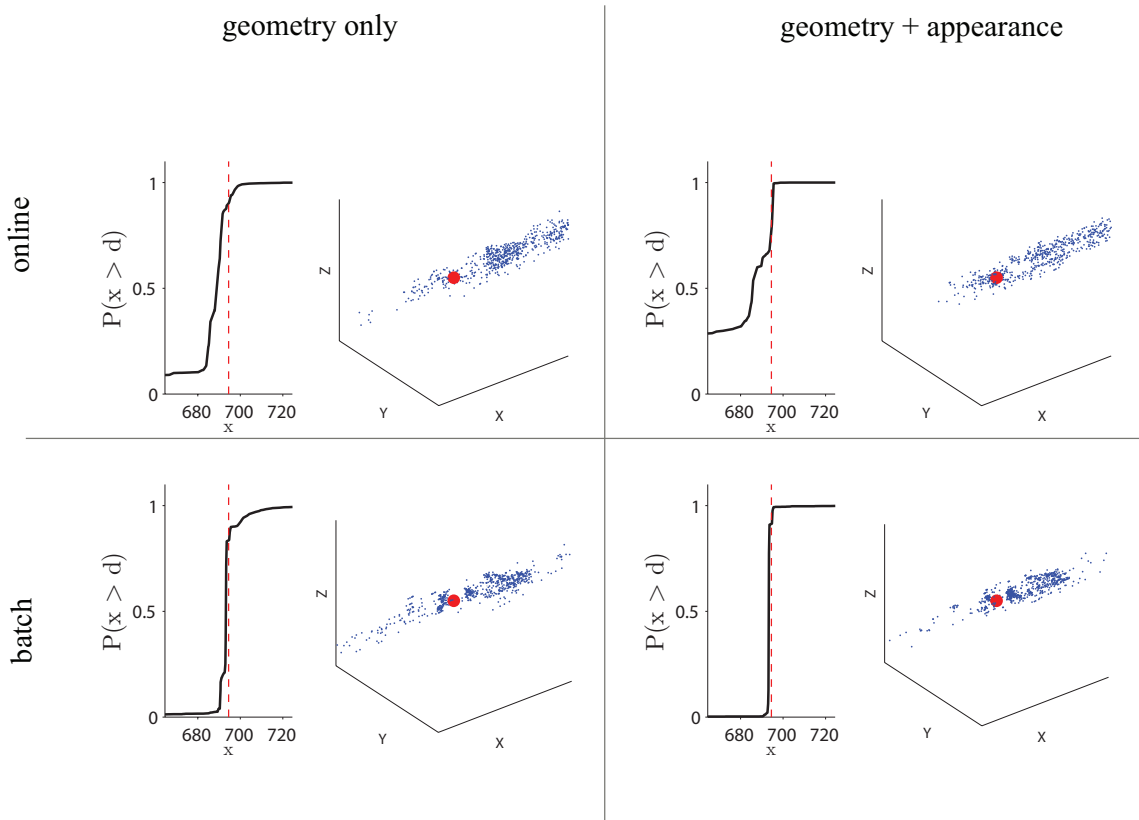 geometry only
geometry + appearance
online
P(x > d)
1
0.5
0
680 700 720
x
Z
Y
X
P(x > d)
1
0.5
0
680 700 720
x
Z
Y
X
batch
P(x > d)
1
0.5
0
680 700 720
x
Z
Y
X
P(x > d)
1
0.5
0
680 700 720
x
Z
Y
X